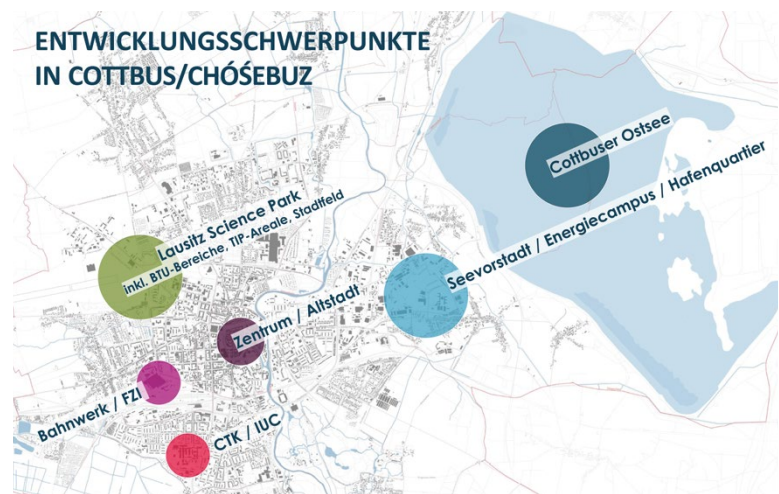 ENTWICKLUNGSSCHWERPUNKTE
IN COTTBUS/CHÓŚEBUZ
Cottbuser Ostsee
Lausitz Science Park
inkl. BTU-Bereiche, TIP-Areale, Stadtfeld
Seevorstadt / Energiecampus / Hafenquartier
Zentrum / Altstadt
Bahnwerk / FZI
CTK / IUC